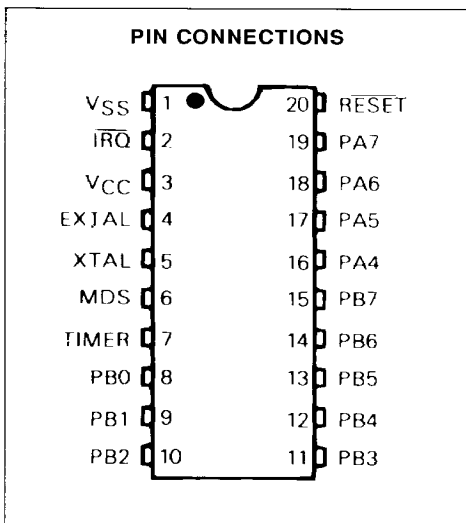 PIN CONNECTIONS
VSS 1 20 RESET
IRQ 2 19 PA7
VCC 3 18 PA6
EXTAL 4 17 PA5
XTAL 5 16 PA4
MDS 6 15 PB7
TIMER 7 14 PB6
PB0 8 13 PB5
PB1 9 12 PB4
PB2 10 11 PB3